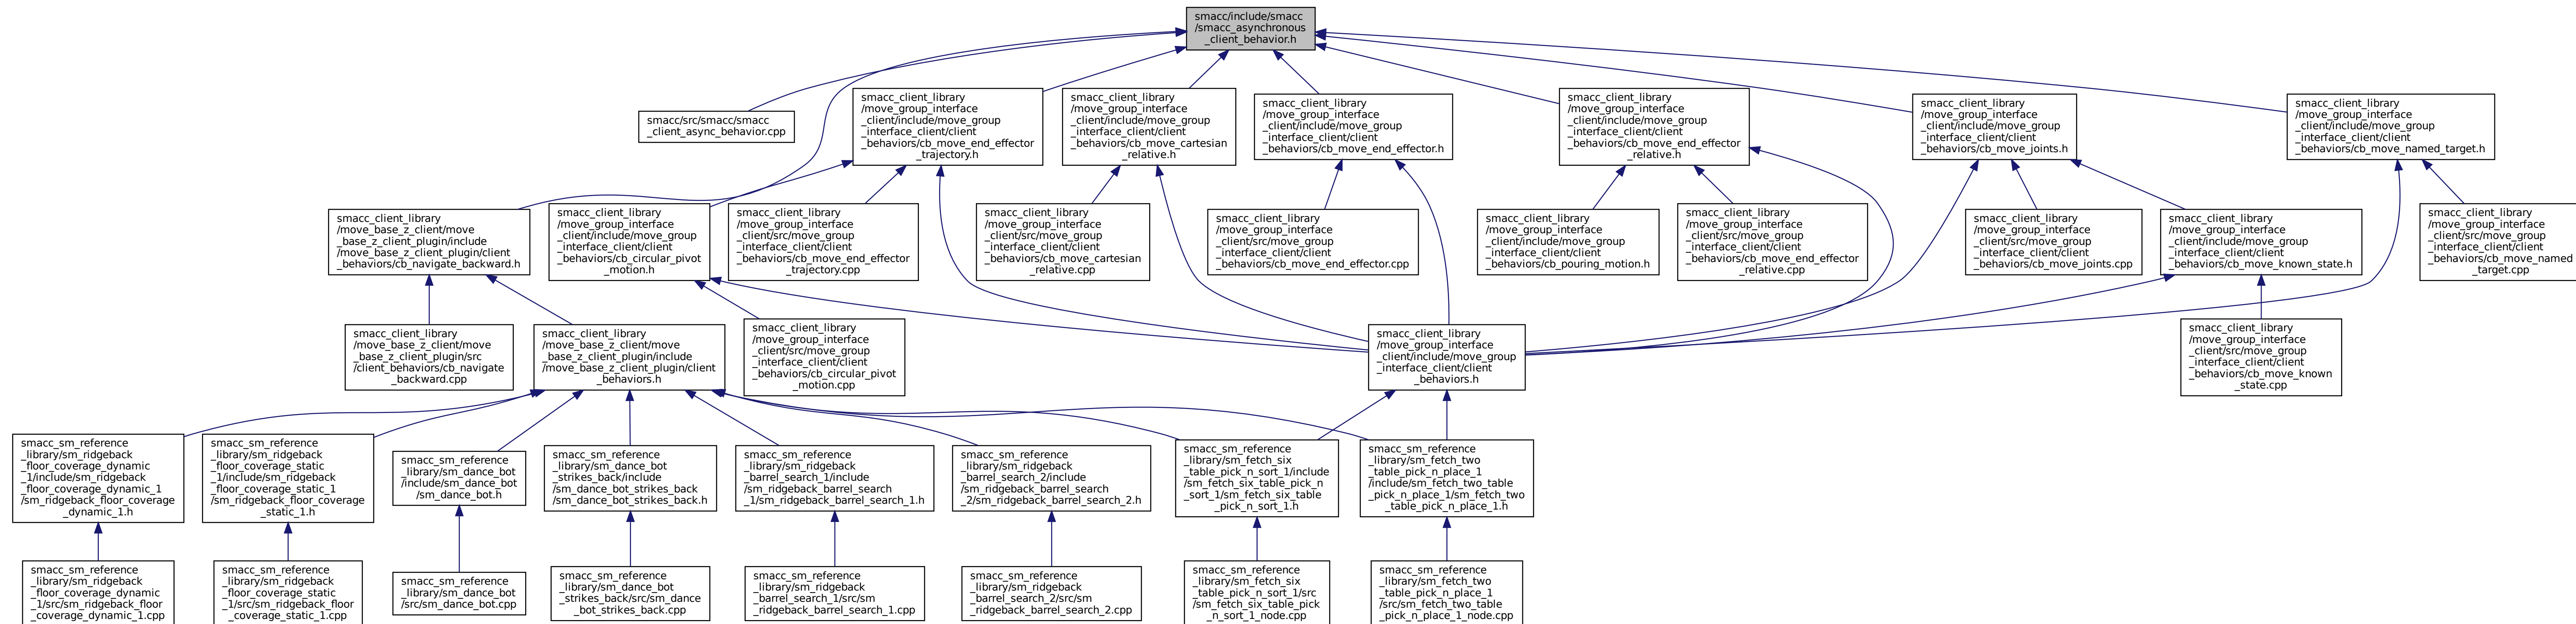 smacc/include/smacc
/smacc_asynchronous
_client_behavior.h
smacc/src/smacc/smacc
_client_async_behavior.cpp
smacc_client_library
/move_group_interface
_client/include/move_group
_interface_client/client
_behaviors/cb_move_end_effector
_trajectory.h
smacc_client_library
/move_group_interface
_client/include/move_group
_interface_client/client
_behaviors/cb_move_cartesian
_relative.h
smacc_client_library
/move_group_interface
_client/include/move_group
_interface_client/client
_behaviors/cb_move_end_effector.h
smacc_client_library
/move_group_interface
_client/include/move_group
_interface_client/client
_behaviors/cb_move_end_effector
_relative.h
smacc_client_library
/move_group_interface
_client/include/move_group
_interface_client/client
_behaviors/cb_move_joints.h
smacc_client_library
/move_group_interface
_client/include/move_group
_interface_client/client
_behaviors/cb_move_named_target.h
smacc_client_library
/move_base_z_client/move
_base_z_client_plugin/include
/move_base_z_client_plugin/client
_behaviors/cb_navigate_backward.h
smacc_client_library
/move_group_interface
_client/include/move_group
_interface_client/client
_behaviors/cb_circular_pivot
_motion.h
smacc_client_library
/move_group_interface
_client/src/move_group
_interface_client/client
_behaviors/cb_move_end_effector
_trajectory.cpp
smacc_client_library
/move_group_interface
_client/src/move_group
_interface_client/client
_behaviors/cb_move_cartesian
_relative.cpp
smacc_client_library
/move_group_interface
_client/src/move_group
_interface_client/client
_behaviors/cb_move_end_effector.cpp
smacc_client_library
/move_group_interface
_client/include/move_group
_interface_client/client
_behaviors/cb_pouring_motion.h
smacc_client_library
/move_group_interface
_client/src/move_group
_interface_client/client
_behaviors/cb_move_end_effector
_relative.cpp
smacc_client_library
/move_group_interface
_client/src/move_group
_interface_client/client
_behaviors/cb_move_joints.cpp
smacc_client_library
/move_group_interface
_client/include/move_group
_interface_client/client
_behaviors/cb_move_known_state.h
smacc_client_library
/move_group_interface
_client/src/move_group
_interface_client/client
_behaviors/cb_move_named
_target.cpp
smacc_client_library
/move_base_z_client/move
_base_z_client_plugin/src
/client_behaviors/cb_navigate
_backward.cpp
smacc_client_library
/move_base_z_client/move
_base_z_client_plugin/include
/move_base_z_client_plugin/client
_behaviors.h
smacc_client_library
/move_group_interface
_client/src/move_group
_interface_client/client
_behaviors/cb_circular_pivot
_motion.cpp
smacc_client_library
/move_group_interface
_client/include/move_group
_interface_client/client
_behaviors.h
smacc_client_library
/move_group_interface
_client/src/move_group
_interface_client/client
_behaviors/cb_move_known
_state.cpp
smacc_sm_reference
_library/sm_ridgeback
_floor_coverage_dynamic
_1/include/sm_ridgeback
_floor_coverage_dynamic_1
/sm_ridgeback_floor_coverage
_dynamic_1.h
smacc_sm_reference
_library/sm_ridgeback
_floor_coverage_static
_1/include/sm_ridgeback
_floor_coverage_static_1
/sm_ridgeback_floor_coverage
_static_1.h
smacc_sm_reference
_library/sm_dance_bot
/include/sm_dance_bot
/sm_dance_bot.h
smacc_sm_reference
_library/sm_dance_bot
_strikes_back/include
/sm_dance_bot_strikes_back
/sm_dance_bot_strikes_back.h
smacc_sm_reference
_library/sm_ridgeback
_barrel_search_1/include
/sm_ridgeback_barrel_search
_1/sm_ridgeback_barrel_search_1.h
smacc_sm_reference
_library/sm_ridgeback
_barrel_search_2/include
/sm_ridgeback_barrel_search
_2/sm_ridgeback_barrel_search_2.h
smacc_sm_reference
_library/sm_fetch_six
_table_pick_n_sort_1/include
/sm_fetch_six_table_pick_n
_sort_1/sm_fetch_six_table
_pick_n_sort_1.h
smacc_sm_reference
_library/sm_fetch_two
_table_pick_n_place_1
/include/sm_fetch_two_table
_pick_n_place_1/sm_fetch_two
_table_pick_n_place_1.h
smacc_sm_reference
_library/sm_ridgeback
_floor_coverage_dynamic
_1/src/sm_ridgeback_floor
_coverage_dynamic_1.cpp
smacc_sm_reference
_library/sm_ridgeback
_floor_coverage_static
_1/src/sm_ridgeback_floor
_coverage_static_1.cpp
smacc_sm_reference
_library/sm_dance_bot
/src/sm_dance_bot.cpp
smacc_sm_reference
_library/sm_dance_bot
_strikes_back/src/sm_dance
_bot_strikes_back.cpp
smacc_sm_reference
_library/sm_ridgeback
_barrel_search_1/src/sm
_ridgeback_barrel_search_1.cpp
smacc_sm_reference
_library/sm_ridgeback
_barrel_search_2/src/sm
_ridgeback_barrel_search_2.cpp
smacc_sm_reference
_library/sm_fetch_six
_table_pick_n_sort_1/src
/sm_fetch_six_table_pick
_n_sort_1_node.cpp
smacc_sm_reference
_library/sm_fetch_two
_table_pick_n_place_1
/src/sm_fetch_two_table
_pick_n_place_1_node.cpp